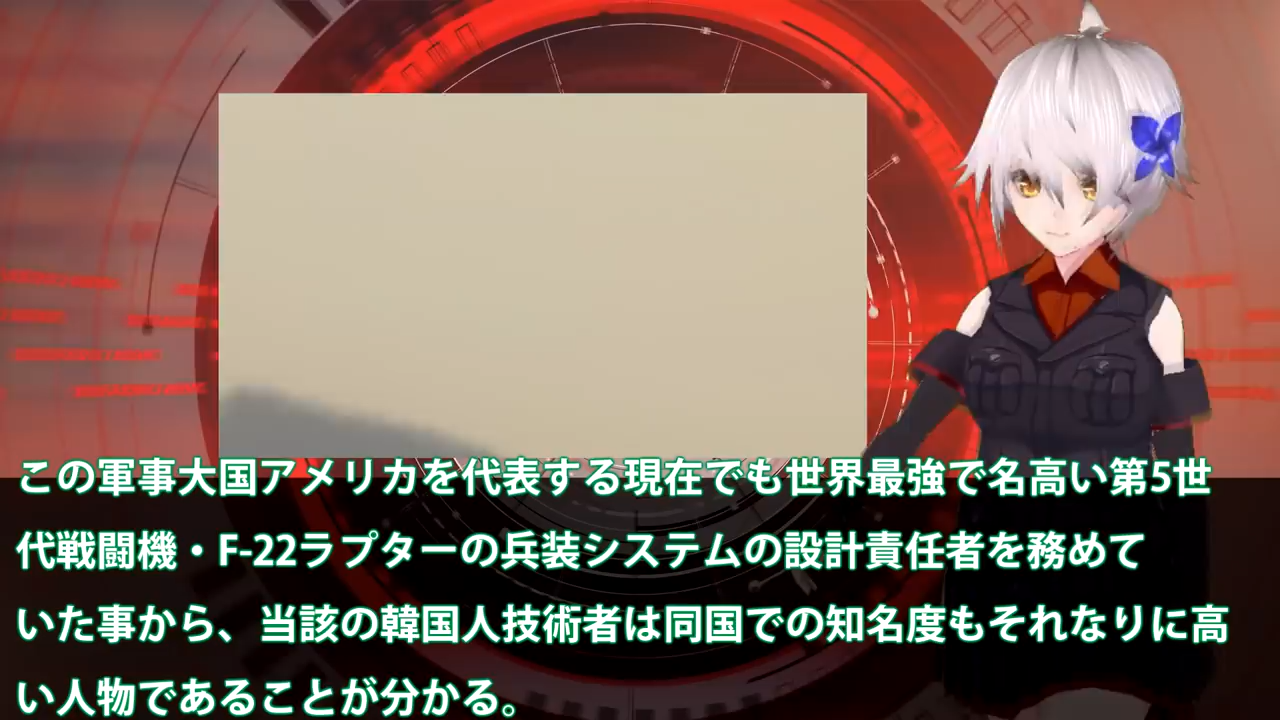 この軍事大国アメリカを代表する現在でも世界最強で名高い第5世
代戦闘機・F-22ラプターの兵装システムの設計責任者を務めて
いた事から、当該の韓国人技術者は同国での知名度もそれなりに高
い人物であることが分かる。